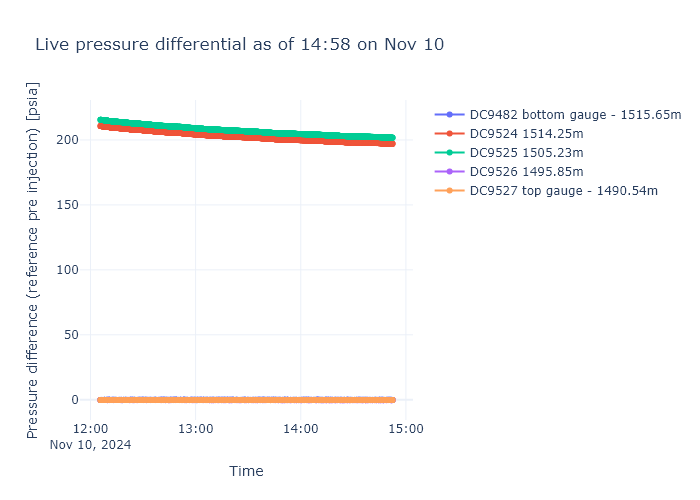 Live pressure differential as of 14:58 on Nov 10
Pressure difference (reference pre injection) [psia]
200
150
100
50
0
12:00
13:00
14:00
15:00
Nov 10, 2024
Time
DC9482 bottom gauge - 1515.65m
DC9524 1514.25m
DC9525 1505.23m
DC9526 1495.85m
DC9527 top gauge - 1490.54m